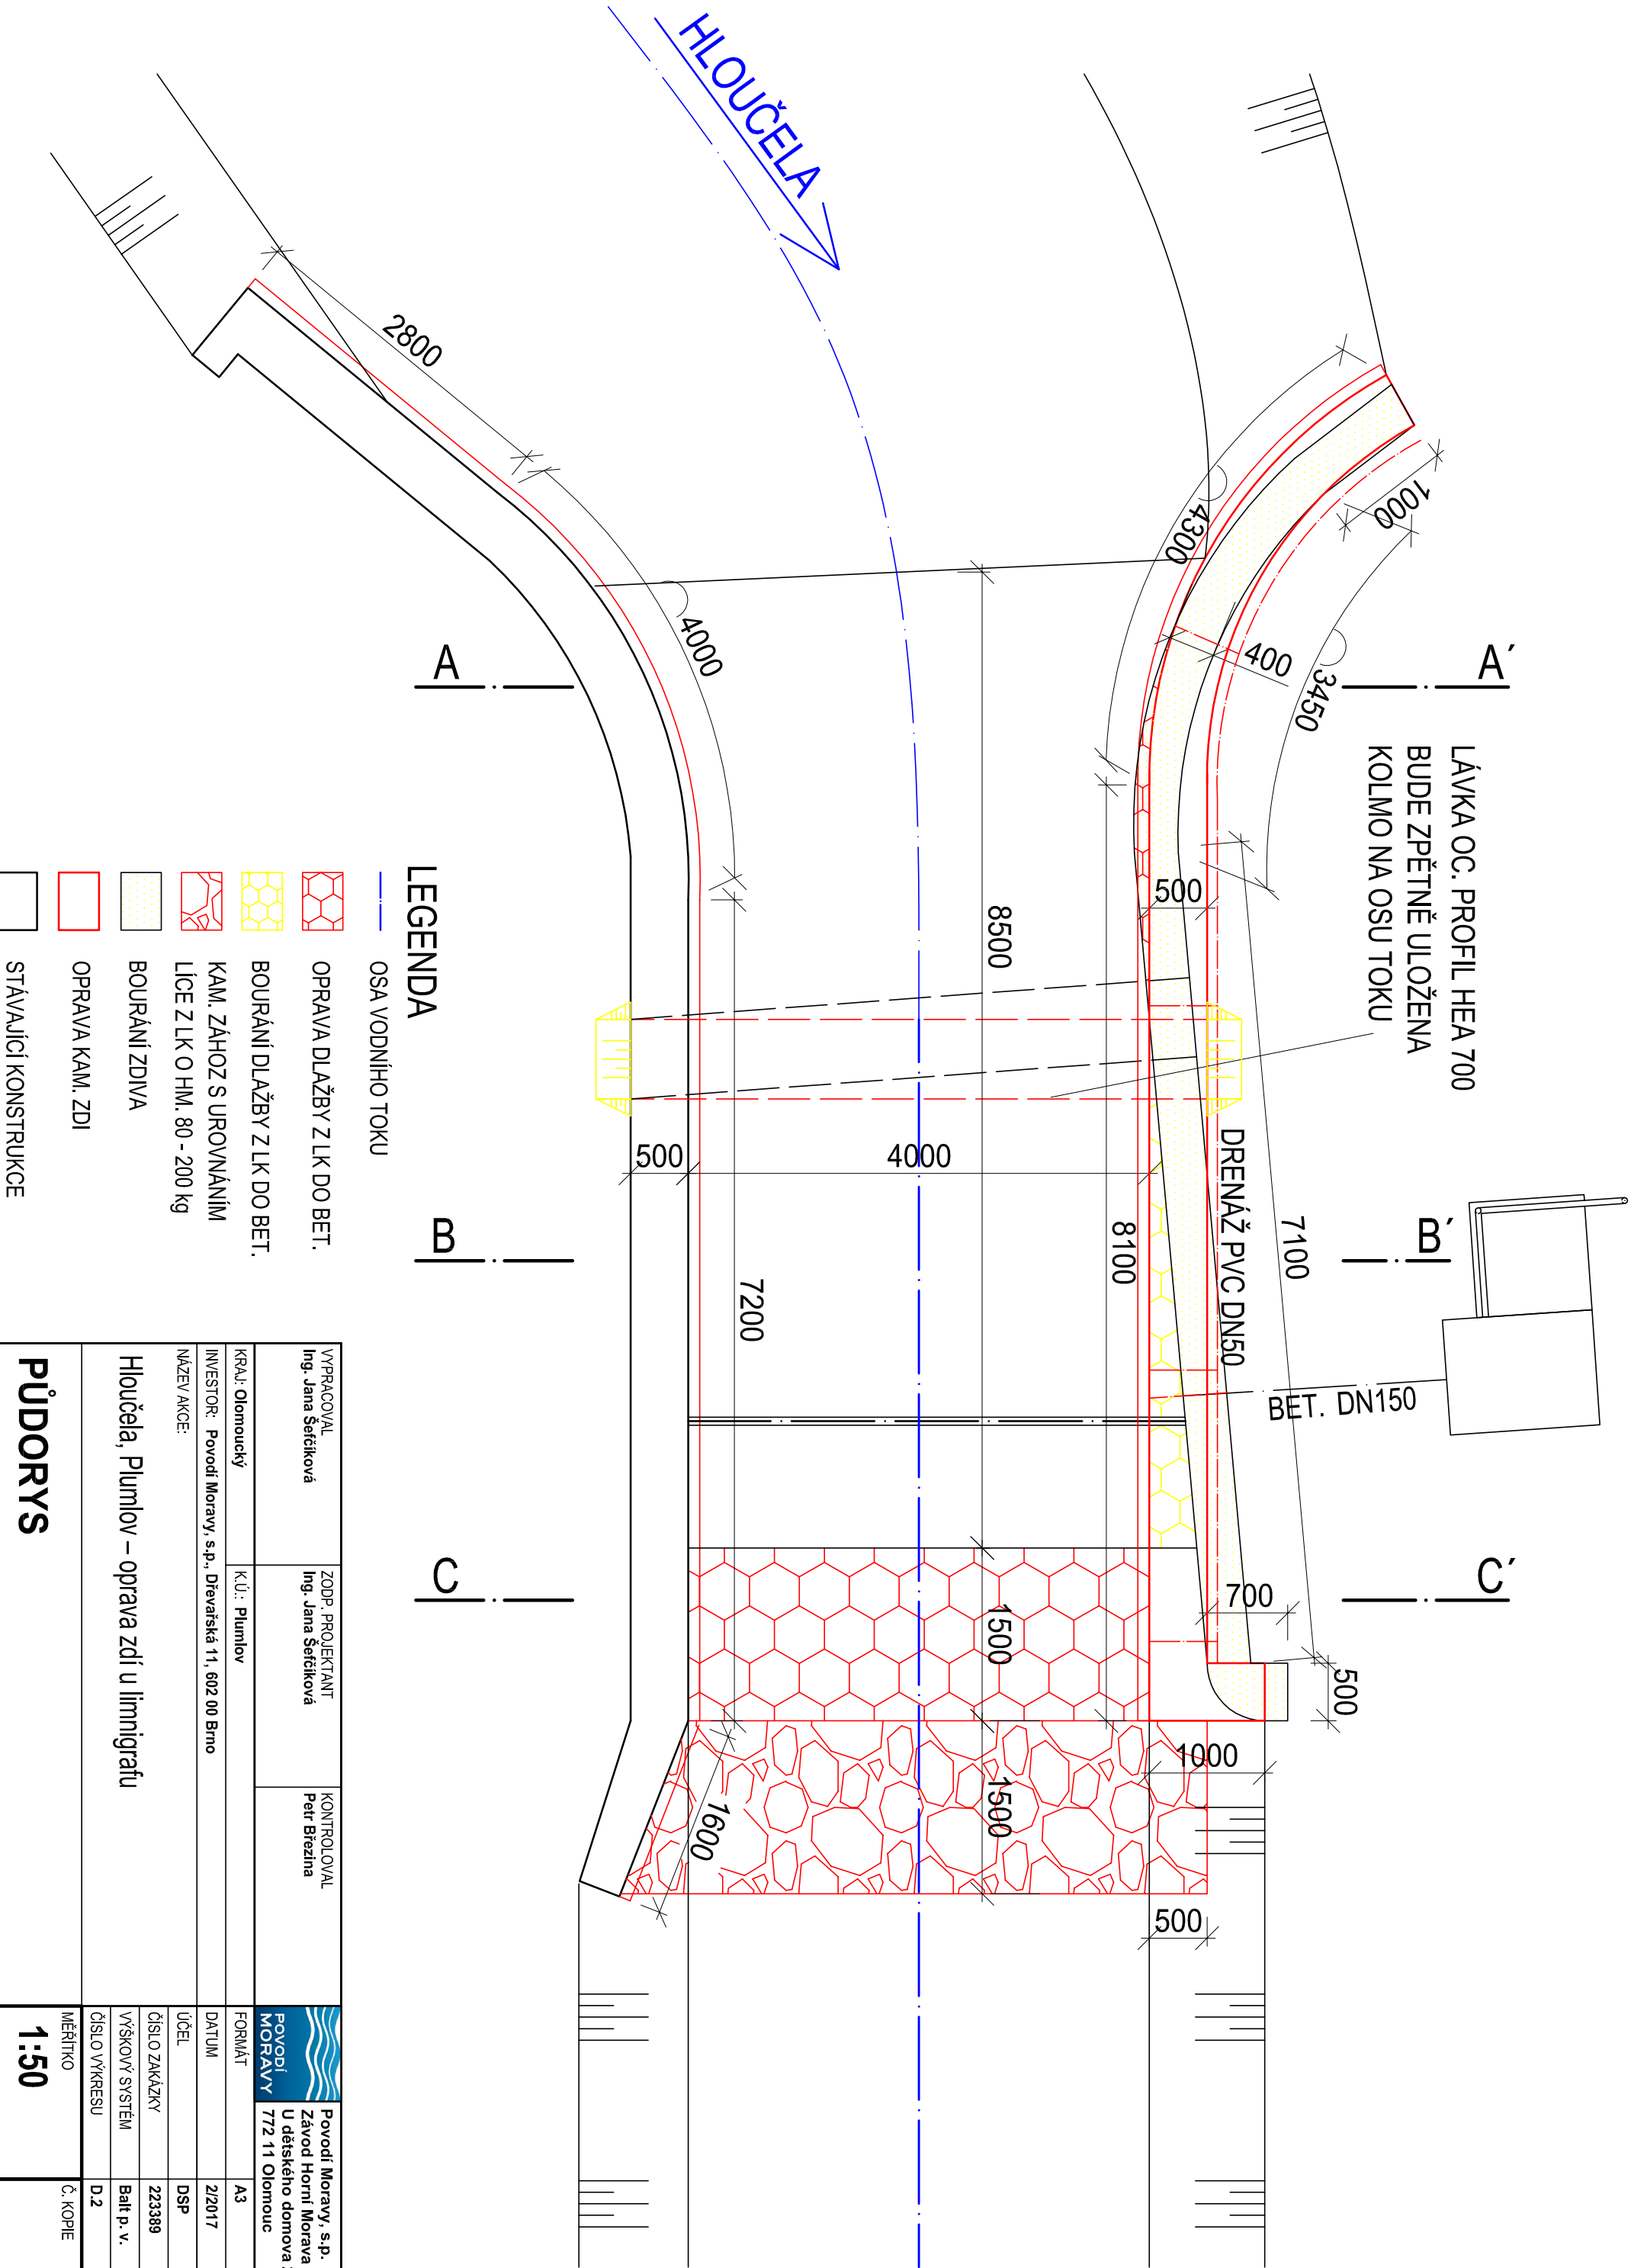 HLOUČELA
2800
4000
4300
1000
400
3450
A
A´
LÁVKA OC. PROFIL HEA 700
BUDE ZPĚTNĚ ULOŽENA
KOLMO NA OSU TOKU
500
8500
500
4000
7200
8100
7100
DRENÁŽ PVC DN50
BET. DN150
B
B´
C
C´
700
500
1500
1000
1500
1600
500
LEGENDA
OSA VODNÍHO TOKU
OPRAVA DLAŽBY Z LK DO BET.
BOURÁNÍ DLAŽBY Z LK DO BET.
KAM. ZÁHOZ S UROVNÁNÍM
LÍCE Z LK O HM. 80 - 200 kg
BOURÁNÍ ZDIVA
OPRAVA KAM. ZDI
STÁVAJÍCÍ KONSTRUKCE
VYPRACOVAL
Ing. Jana Šefčíková
ZODP. PROJEKTANT
Ing. Jana Šefčíková
KONTROLOVAL
Petr Březina
POVODÍ
MORAVY
Povodí Moravy, s.p.
Závod Horní Morava
U dětského domova
772 11 Olomouc
KRAJ: Olomoucký
K.Ú.: Plumlov
INVESTOR: Povodí Moravy, s.p., Dřevařská 11, 602 00 Brno
NÁZEV AKCE:
Hloučela, Plumlov – oprava zdí u limnigrafu
FORMÁT A3
DATUM 2/2017
ÚČEL DSP
ČÍSLO ZAKÁZKY 223389
VÝŠKOVÝ SYSTÉM Balt p. v.
ČÍSLO VÝKRESU D.2
PŮDORYS
MĚŘÍTKO
1:50
Č. KOPIE